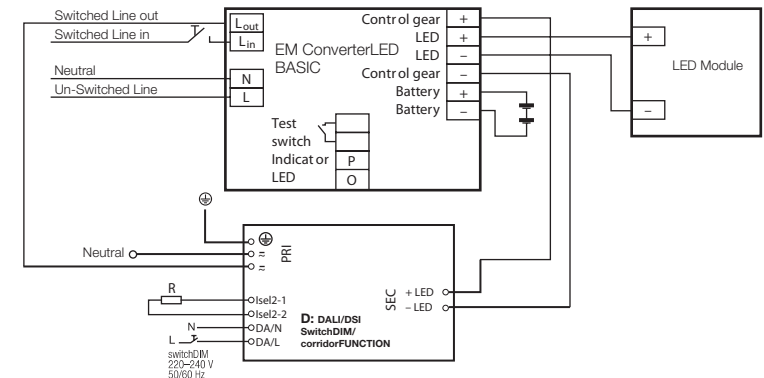 Switched Line out
Switched Line in
Neutral
Un-Switched Line
Lout
Lin
N
L
EM ConverterLED
BASIC
Test
switch
Indicator
LED
P
O
Control gear +
LED +
LED –
Control gear –
Battery +
Battery –
+
–
LED Module
Neutral
≂
≂
PRI
R
Isel2-1
Isel2-2
N
DA/N
L
DA/L
switchDIM
220–240 V
50/60 Hz
D: DALI/DSI
SwitchDIM/
corridorFUNCTION
SEC
+ LED
– LED